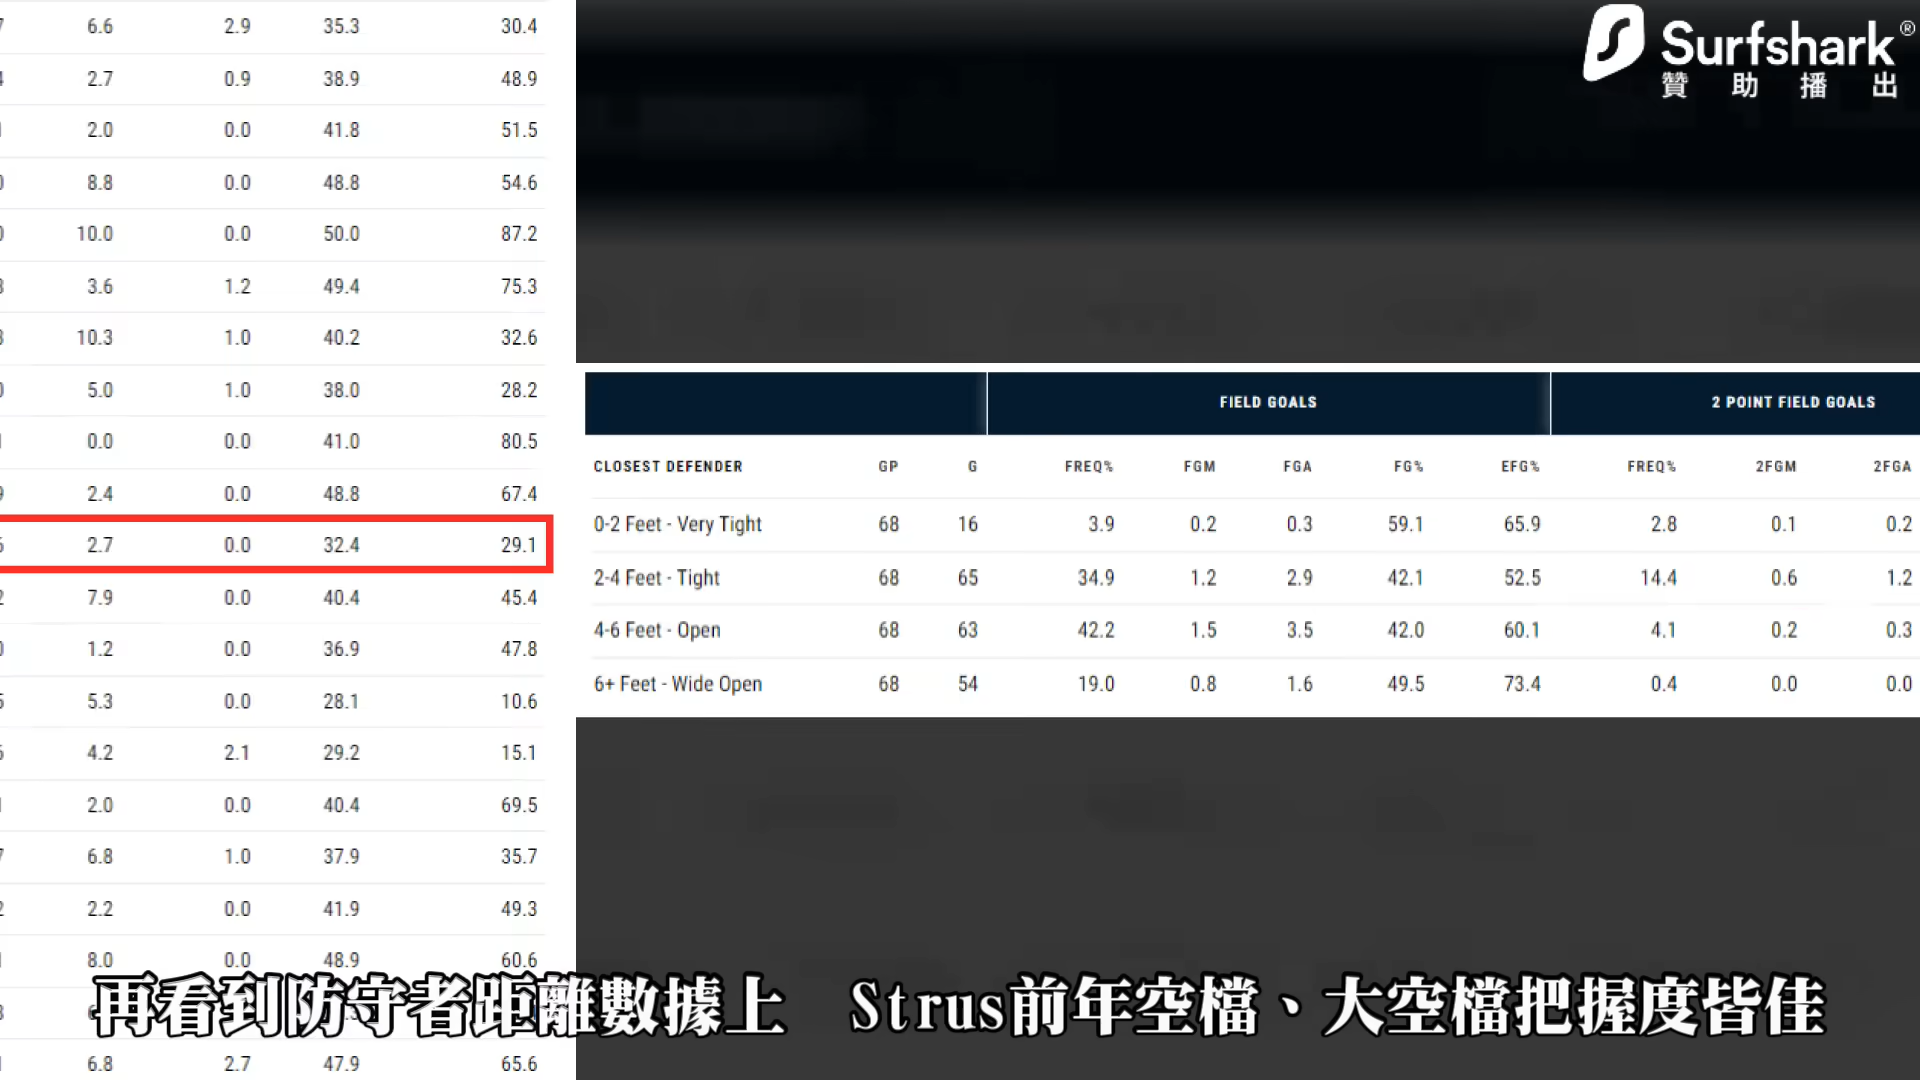 Surfshark®
贊助播出
6.6 2.9 35.3 30.4
2.7 0.9 38.9 48.9
2.0 0.0 41.8 51.5
8.8 0.0 48.8 54.6
10.0 0.0 50.0 87.2
3.6 1.2 49.4 75.3
10.3 1.0 40.2 32.6
5.0 1.0 38.0 28.2
0.0 0.0 41.0 80.5
2.4 0.0 48.8 67.4
2.7 0.0 32.4 29.1
7.9 0.0 40.4 45.4
1.2 0.0 36.9 47.8
5.3 0.0 28.1 10.6
4.2 2.1 29.2 15.1
2.0 0.0 40.4 69.5
6.8 1.0 37.9 35.7
2.2 0.0 41.9 49.3
8.0 0.0 48.9 60.6
6.8 2.7 47.9 65.6
FIELD GOALS 2 POINT FIELD GOALS
CLOSEST DEFENDER GP G FREQ% FGM FGA FG% EFG% FREQ% 2FGM 2FGA
0-2 Feet - Very Tight 68 16 3.9 0.2 0.3 59.1 65.9 2.8 0.1 0.2
2-4 Feet - Tight 68 65 34.9 1.2 2.9 42.1 52.5 14.4 0.6 1.2
4-6 Feet - Open 68 63 42.2 1.5 3.5 42.0 60.1 4.1 0.2 0.3
6+ Feet - Wide Open 68 54 19.0 0.8 1.6 49.5 73.4 0.4 0.0 0.0
再看到防守者距離數據上 Strus前年空檔、大空檔把握度皆佳